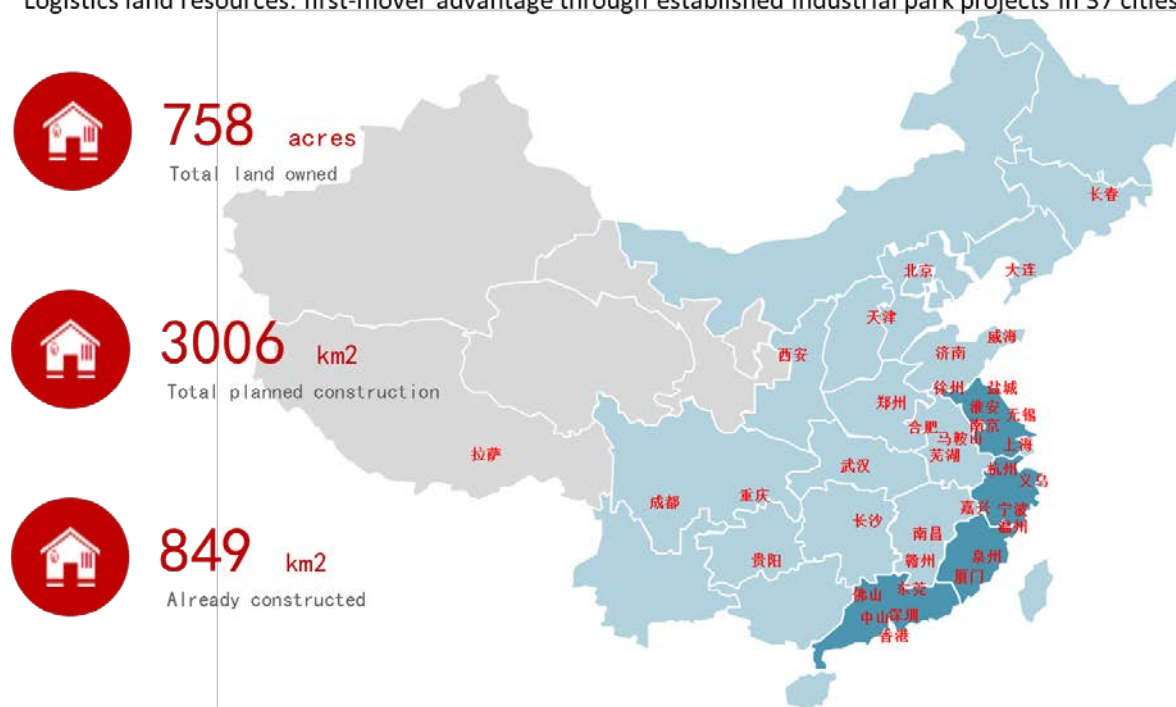 Logistics land resources: first-mover advantage through established industrial park projects in 37 cities
758 acres
Total land owned
3006 km2
Total planned construction
849 km2
Already constructed
长春
北京
大连
天津
威海
西安
济南
徐州
盐城
郑州
淮安
无锡
合肥
南京
马鞍山
上海
芜湖
拉萨
武汉
杭州
义乌
成都
重庆
嘉兴
宁波
长沙
温州
南昌
贵阳
赣州
泉州
厦门
佛山
东莞
中山
深圳
香港